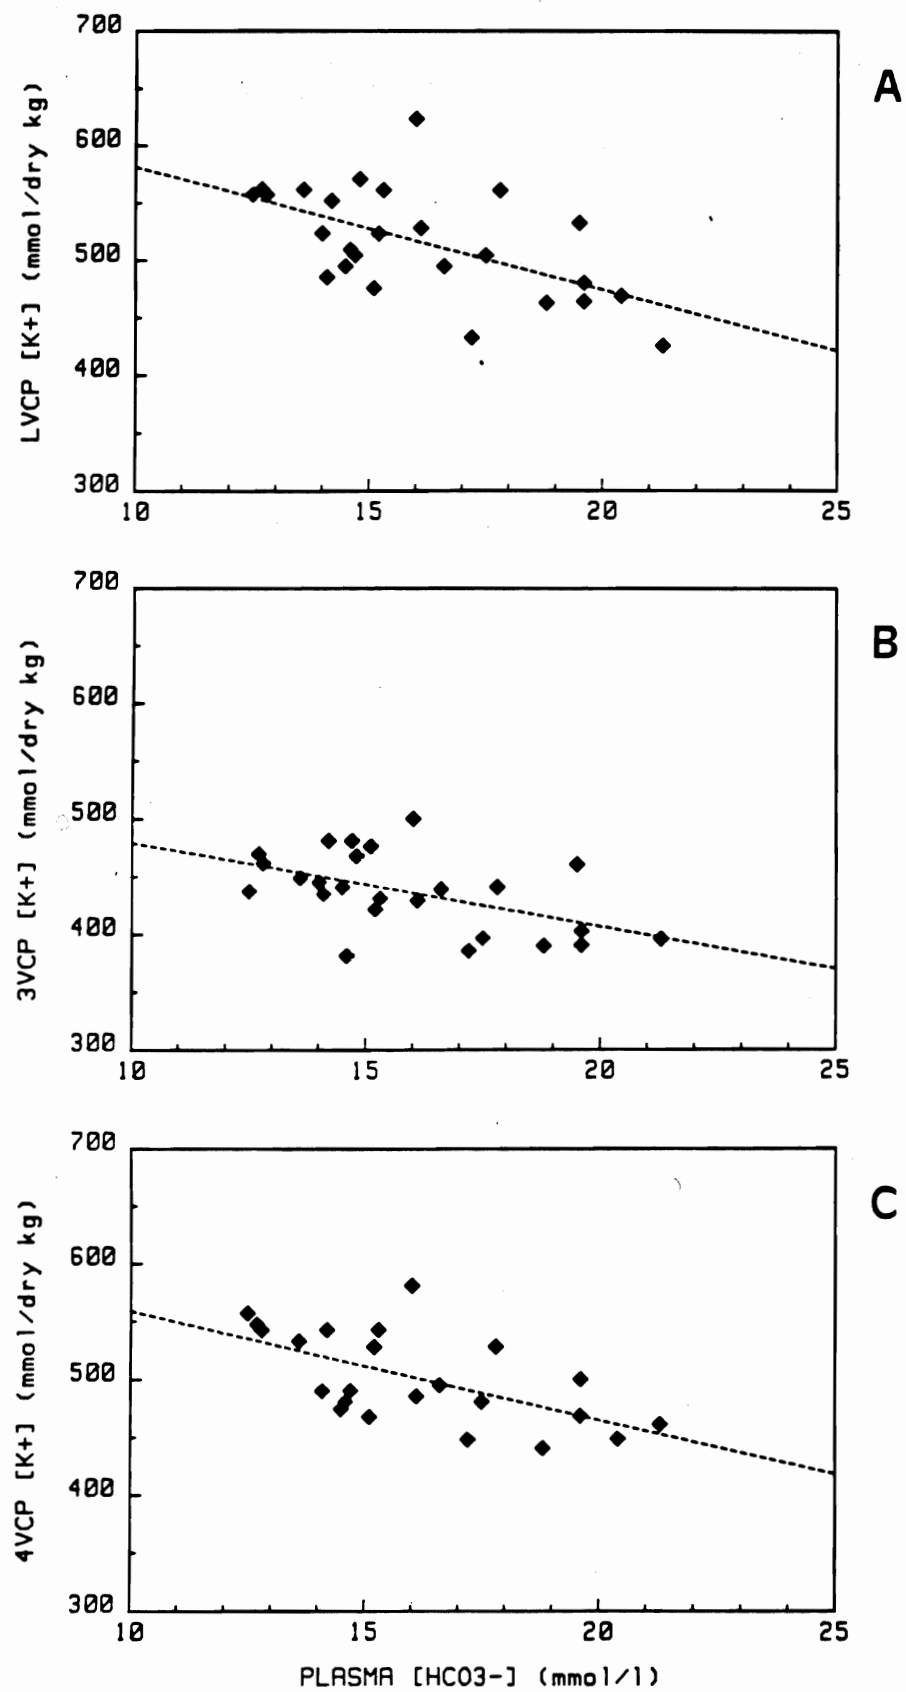 700
A
600
500
400
300
LVCP [K+] (mmol/dry kg)
10 15 20 25
700
B
600
500
400
300
3VCP [K+] (mmol/dry kg)
10 15 20 25
700
C
600
500
400
300
4VCP [K+] (mmol/dry kg)
10 15 20 25
PLASMA [HCO3-] (mmol/l)